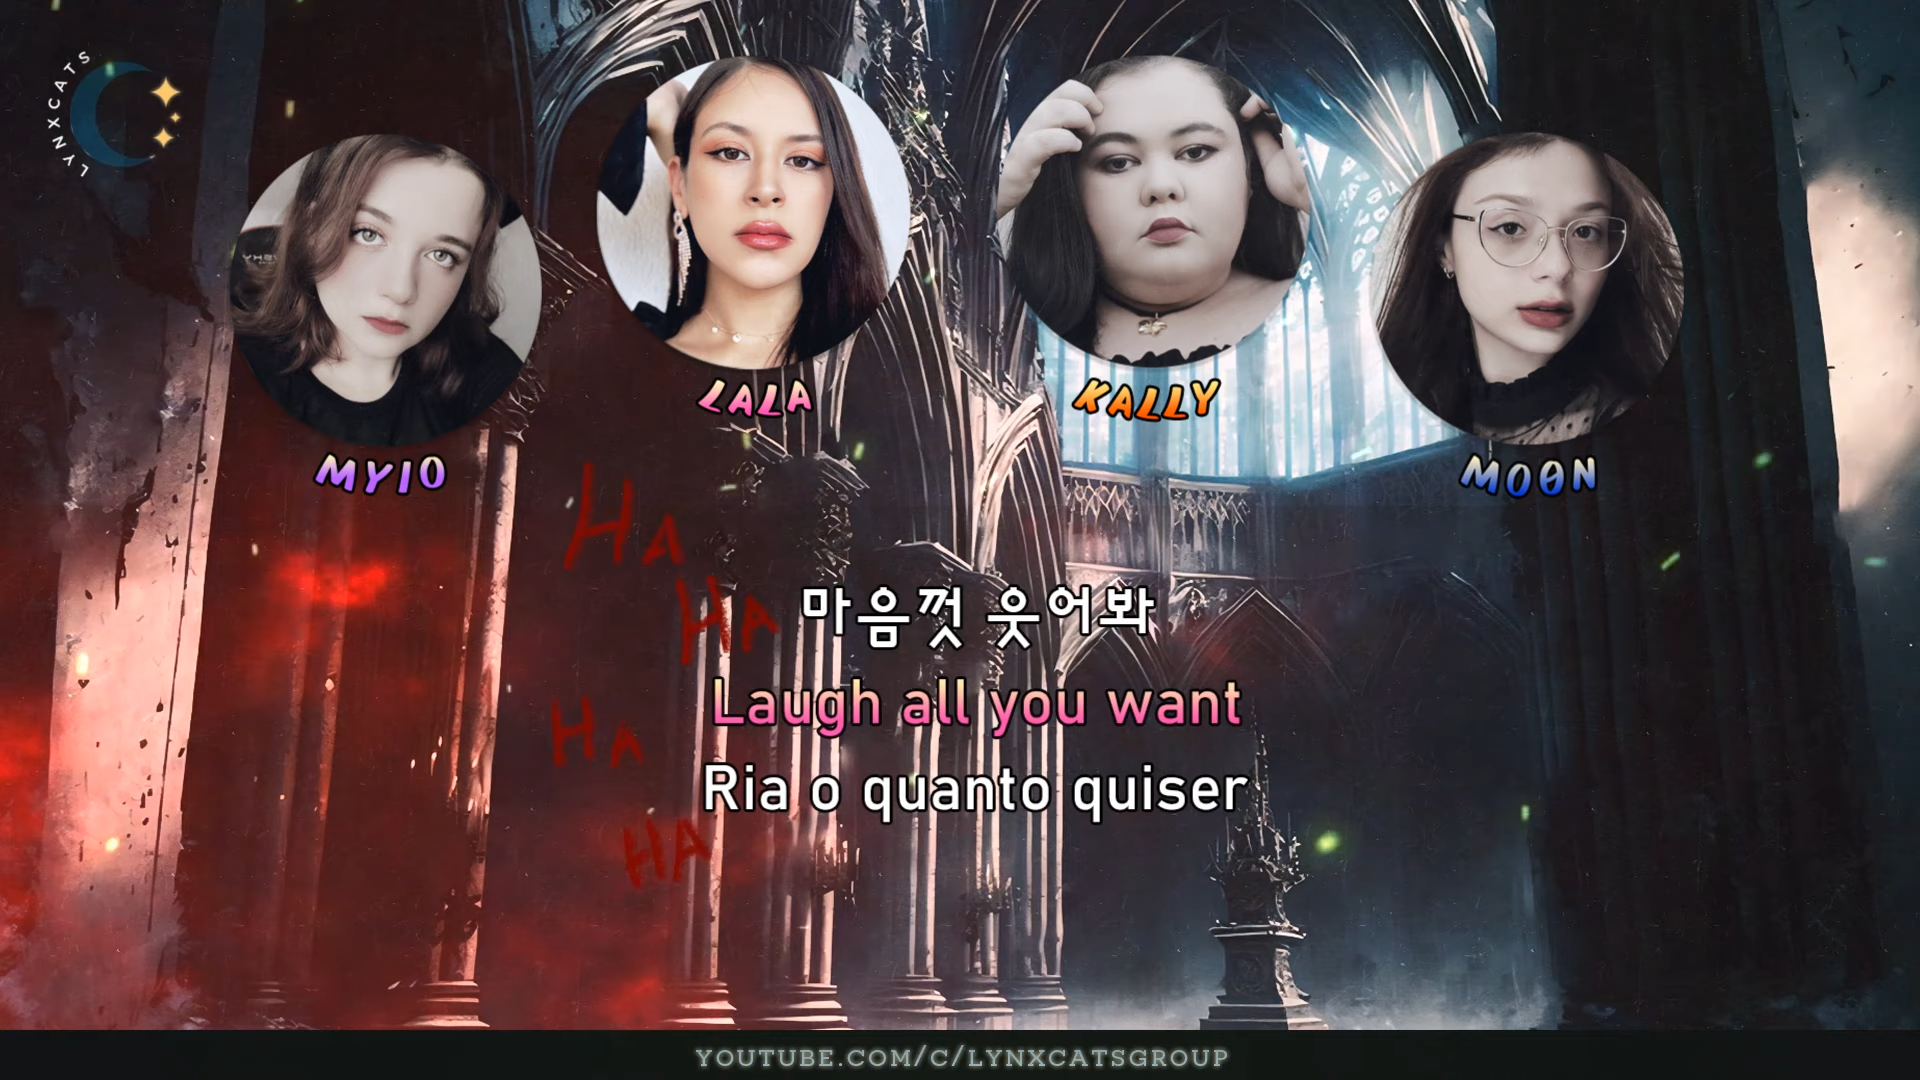 LYNXCATS
MYIO
LALA
KALLY
MOON
HA
HA
HA
HA
마음껏 웃어봐
Laugh all you want
Ria o quanto quiser
YOUTUBE.COM/C/LYNXCATSGROUP